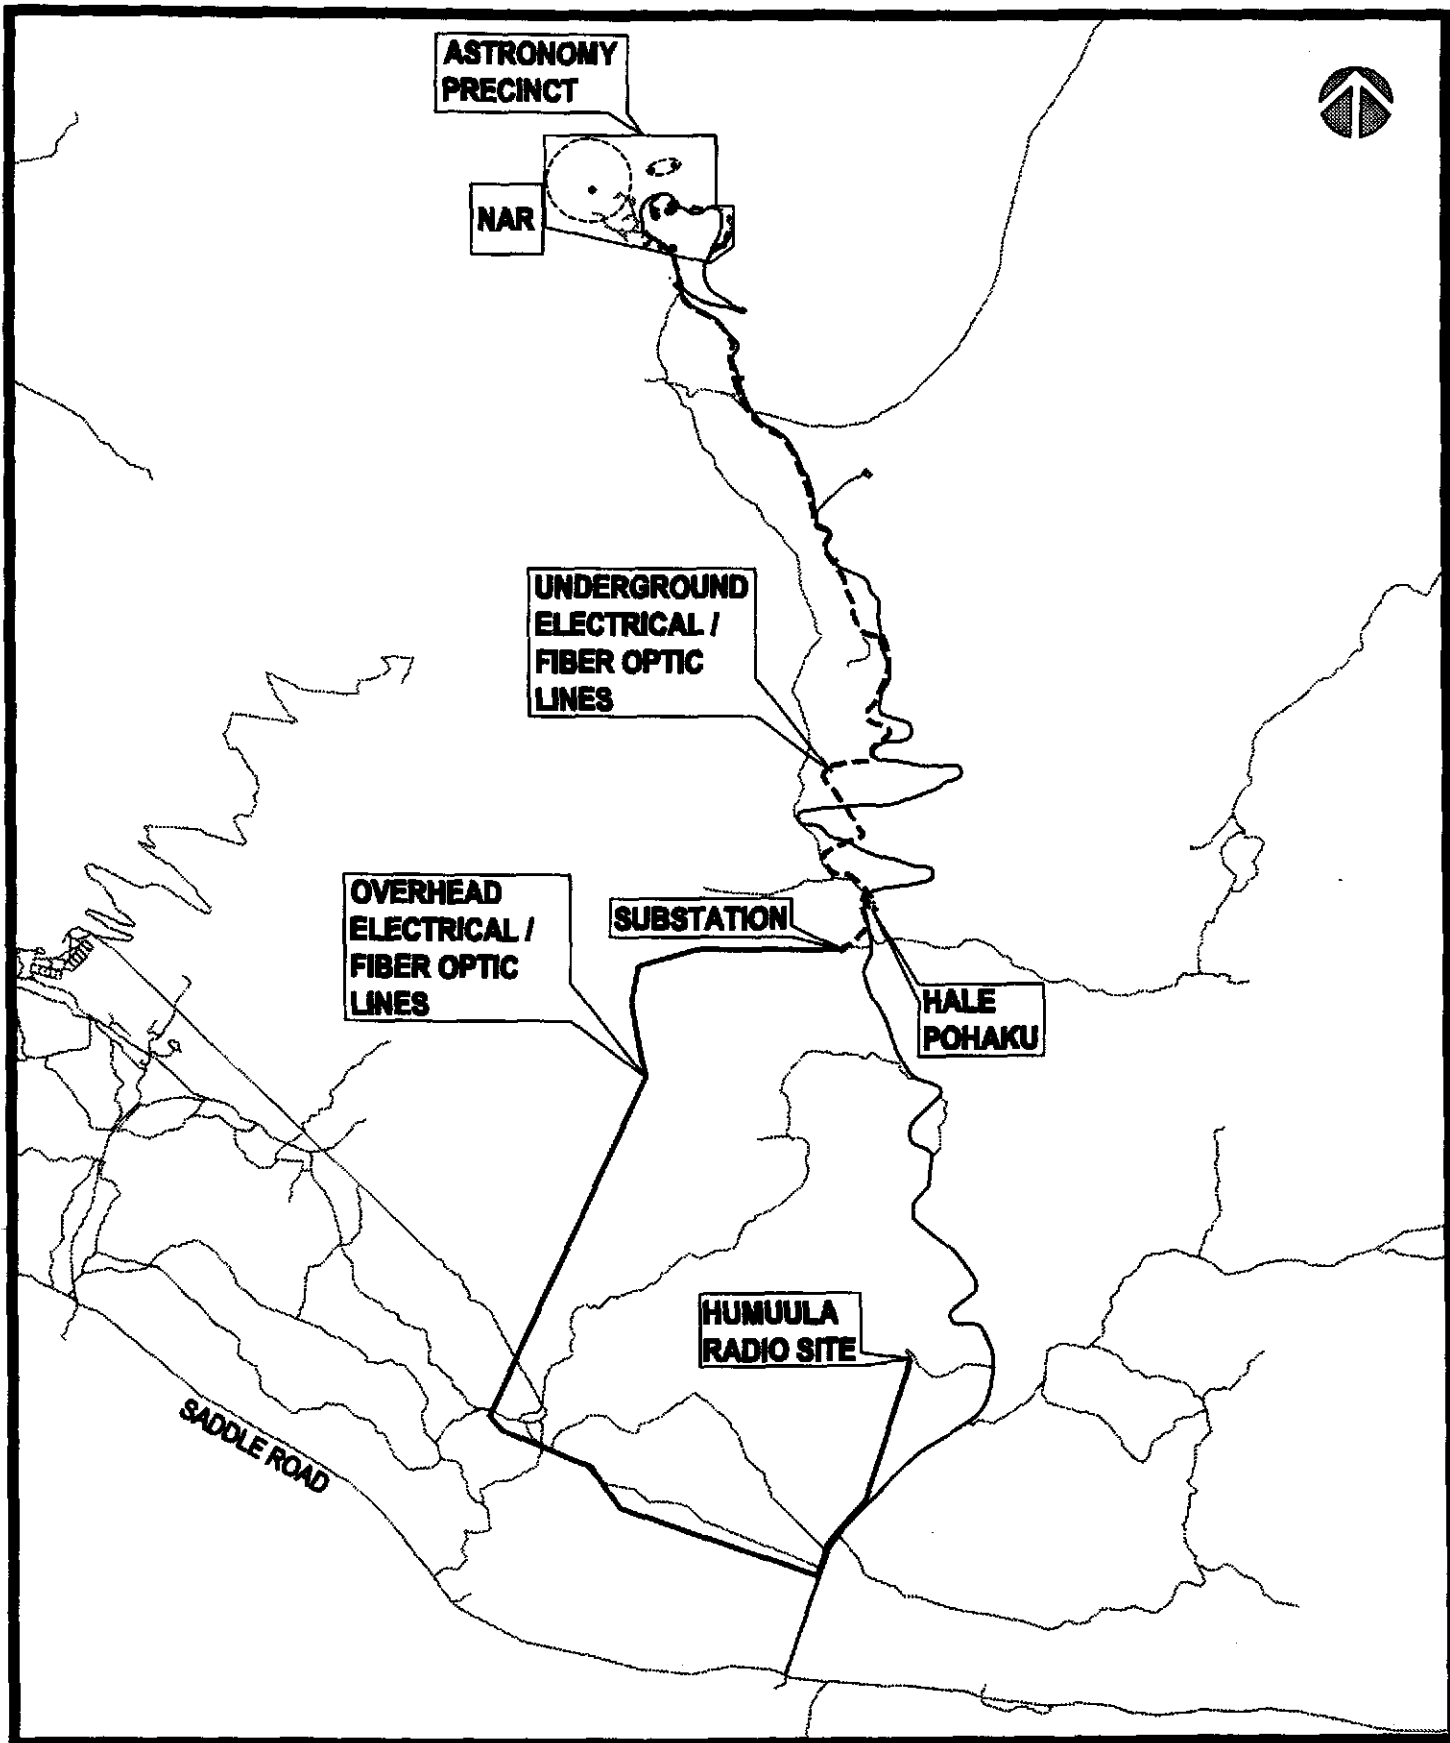 ASTRONOMY
PRECINCT
NAR
UNDERGROUND
ELECTRICAL /
FIBER OPTIC
LINES
OVERHEAD
ELECTRICAL /
FIBER OPTIC
LINES
SUBSTATION
HALE
POHAKU
HUMUULA
RADIO SITE
SADDLE ROAD